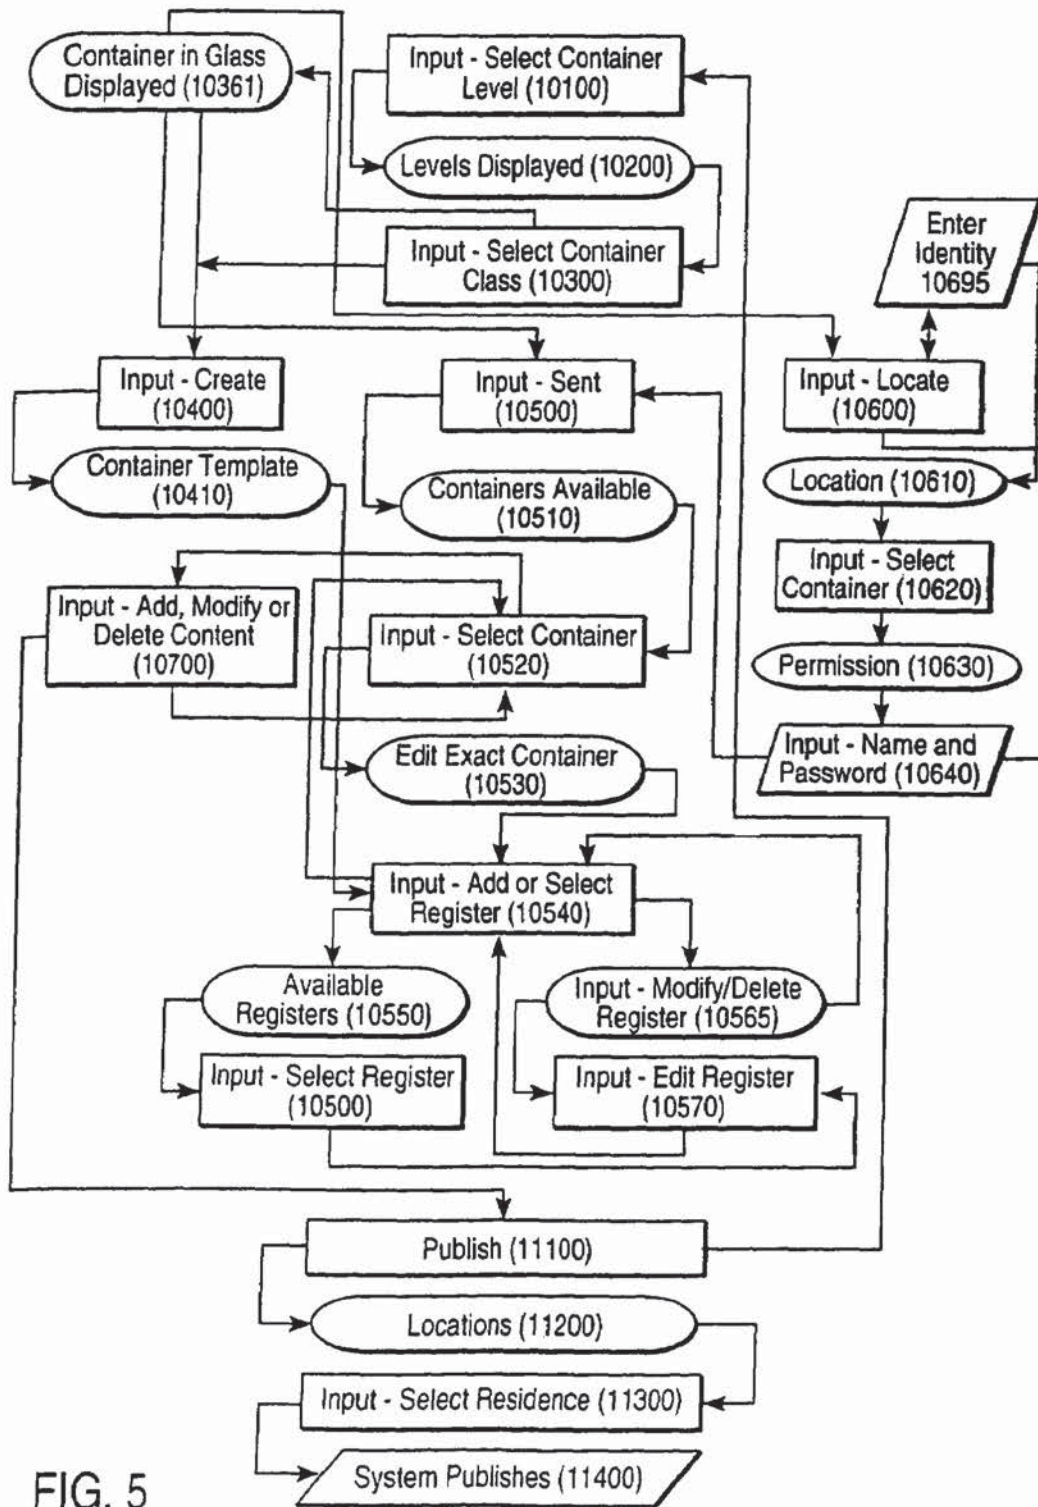 Container in Glass
Displayed (10361)
Input - Select Container
Level (10100)
Levels Displayed (10200)
Input - Select Container
Class (10300)
Enter
Identity
10695
Input - Create
(10400)
Input - Sent
(10500)
Input - Locate
(10600)
Container Template
(10410)
Containers Available
(10510)
Location (10610)
Input - Select
Container (10620)
Input - Add, Modify or
Delete Content
(10700)
Input - Select Container
(10520)
Permission (10630)
Input - Name and
Password (10640)
Edit Exact Container
(10530)
Input - Add or Select
Register (10540)
Available
Registers (10550)
Input - Modify/Delete
Register (10565)
Input - Select Register
(10500)
Input - Edit Register
(10570)
Publish (11100)
Locations (11200)
Input - Select Residence (11300)
System Publishes (11400)
FIG. 5